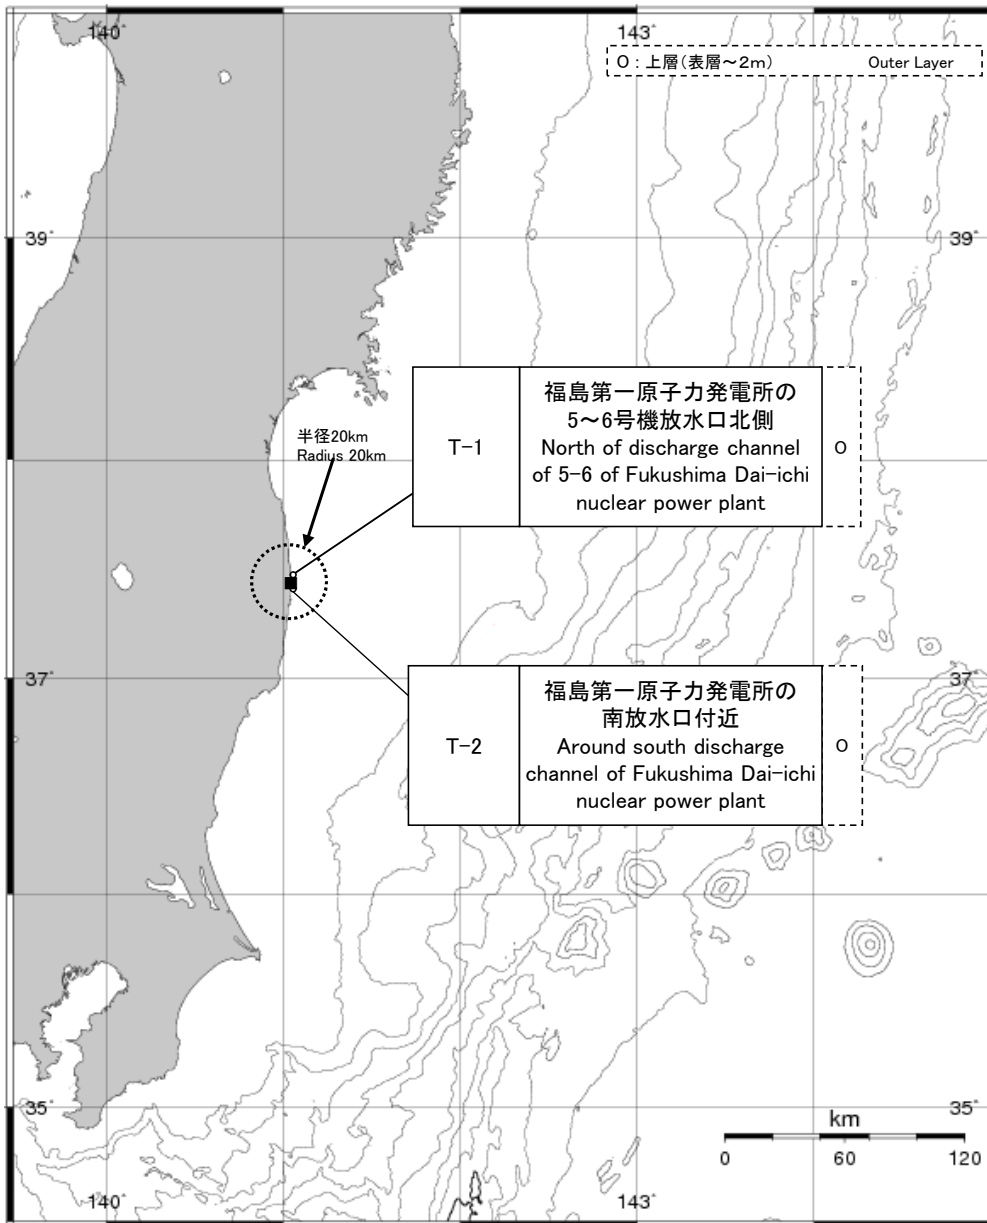 140°
143°
O : 上層(表層～2m) Outer Layer
39°
39°
半径20km
Radius 20km
T-1
福島第一原子力発電所の
5～6号機放水口北側
North of discharge channel
of 5-6 of Fukushima Dai-ichi
nuclear power plant
O
37°
37°
T-2
福島第一原子力発電所の
南放水口付近
Around south discharge
channel of Fukushima Dai-ichi
nuclear power plant
O
35°
35°
km
0 60 120
140°
143°